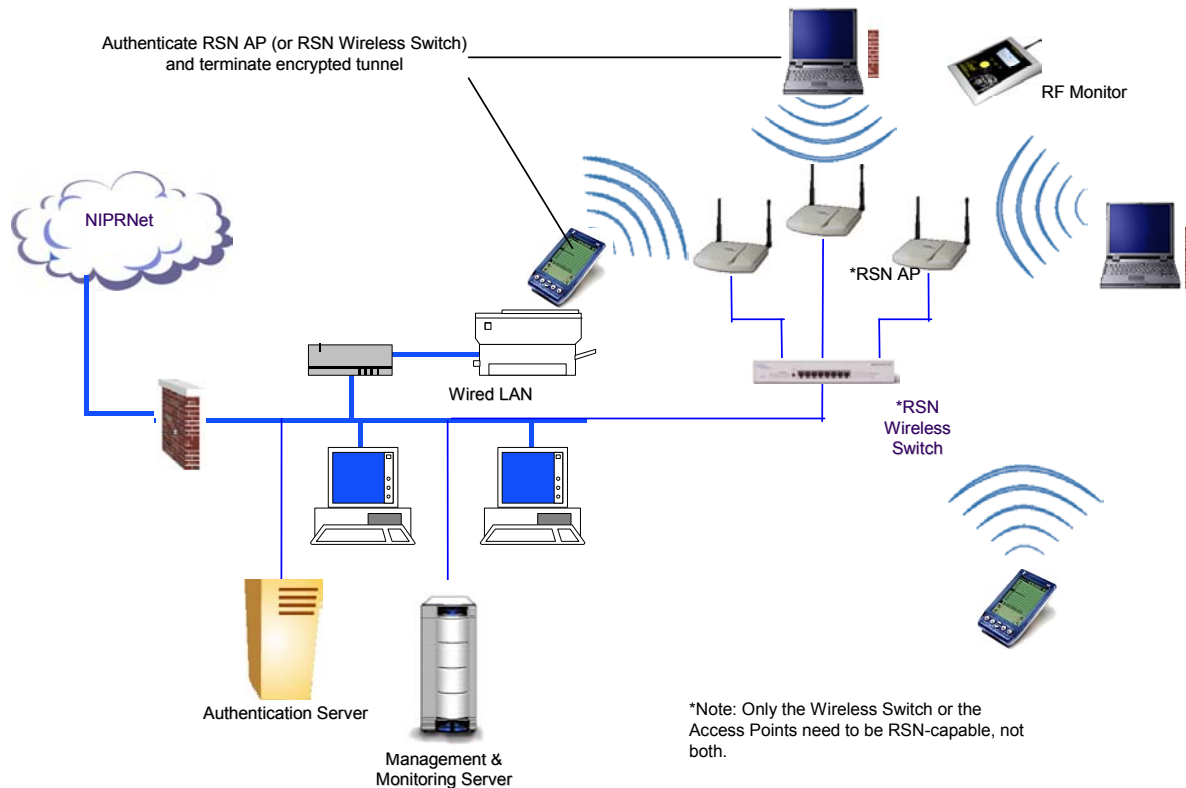 Authenticate RSN AP (or RSN Wireless Switch)
and terminate encrypted tunnel
RF Monitor
NIPRNet
*RSN AP
Wired LAN
*RSN
Wireless
Switch
Authentication Server
*Note: Only the Wireless Switch or the
Access Points need to be RSN-capable, not
both.
Management &
Monitoring Server